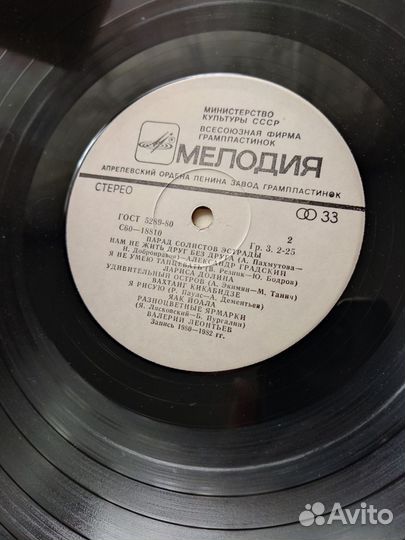 МИНИСТЕРСТВО
КУЛЬТУРЫ СССР
ВСЕСОЮЗНАЯ ФИРМА
ГРАМПЛАСТИНОК
МЕЛОДИЯ
АПРЕЛЕВСКИЙ ОРДЕНА ЛЕНИНА ЗАВОД ГРАМПЛАСТИНОК
СТЕРЕО
33
ГОСТ 5289-80
2
С60—18810
Гр. 3. 2-25
ПАРАД СОЛИСТОВ ЭСТРАДЫ
НАМ НЕ ЖИТЬ ДРУГ БЕЗ ДРУГА (А. Пахмутова—
Н. Добронравов)—АЛЕКСАНДР ГРАДСКИЙ
Я НЕ УМЕЮ ТАНЦЕВАТЬ (В. Резник—Ю. Бодров)
ЛАРИСА ДОЛИНА
УДИВИТЕЛЬНЫЙ ОСТРОВ (А. Экимян—М. Танич)
ВАХТАНГ КИКАБИДЗЕ
Я РИСУЮ (Р. Паулс—А. Дементьев)
ЯАК ЙОАЛА
РАЗНОЦВЕТНЫЕ ЯРМАРКИ
(Я. Лясковский—Б. Пургалин)
ВАЛЕРИЙ ЛЕОНТЬЕВ
Запись 1980—1982 гг.
Avito